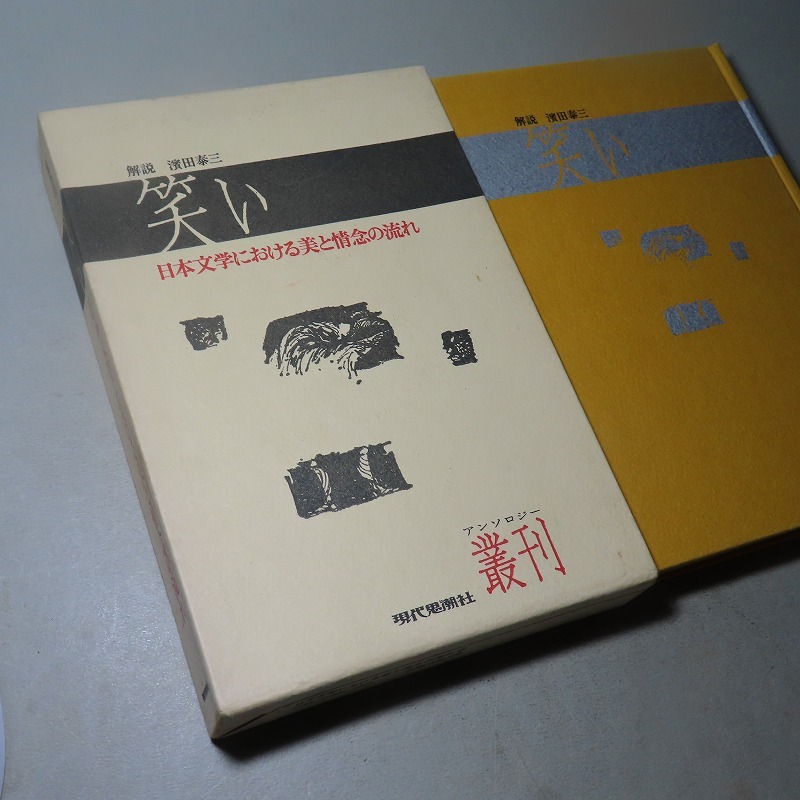 解説 濱田泰三
笑い
日本文学における美と情念の流れ
アンソロジー
叢刊
現代思潮社
解説 濱田泰三
笑い